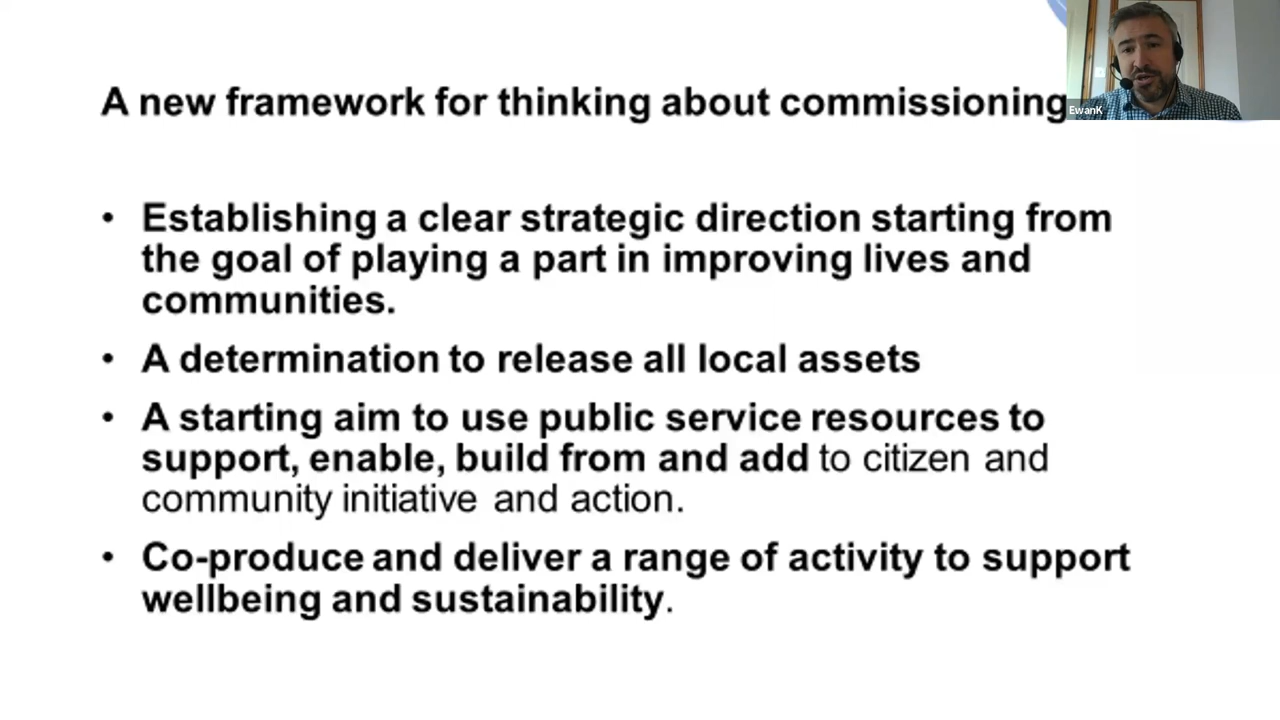 A new framework for thinking about commissioning
EwanK
• Establishing a clear strategic direction starting from
the goal of playing a part in improving lives and
communities.
• A determination to release all local assets
• A starting aim to use public service resources to
support, enable, build from and add to citizen and
community initiative and action.
• Co-produce and deliver a range of activity to support
wellbeing and sustainability.